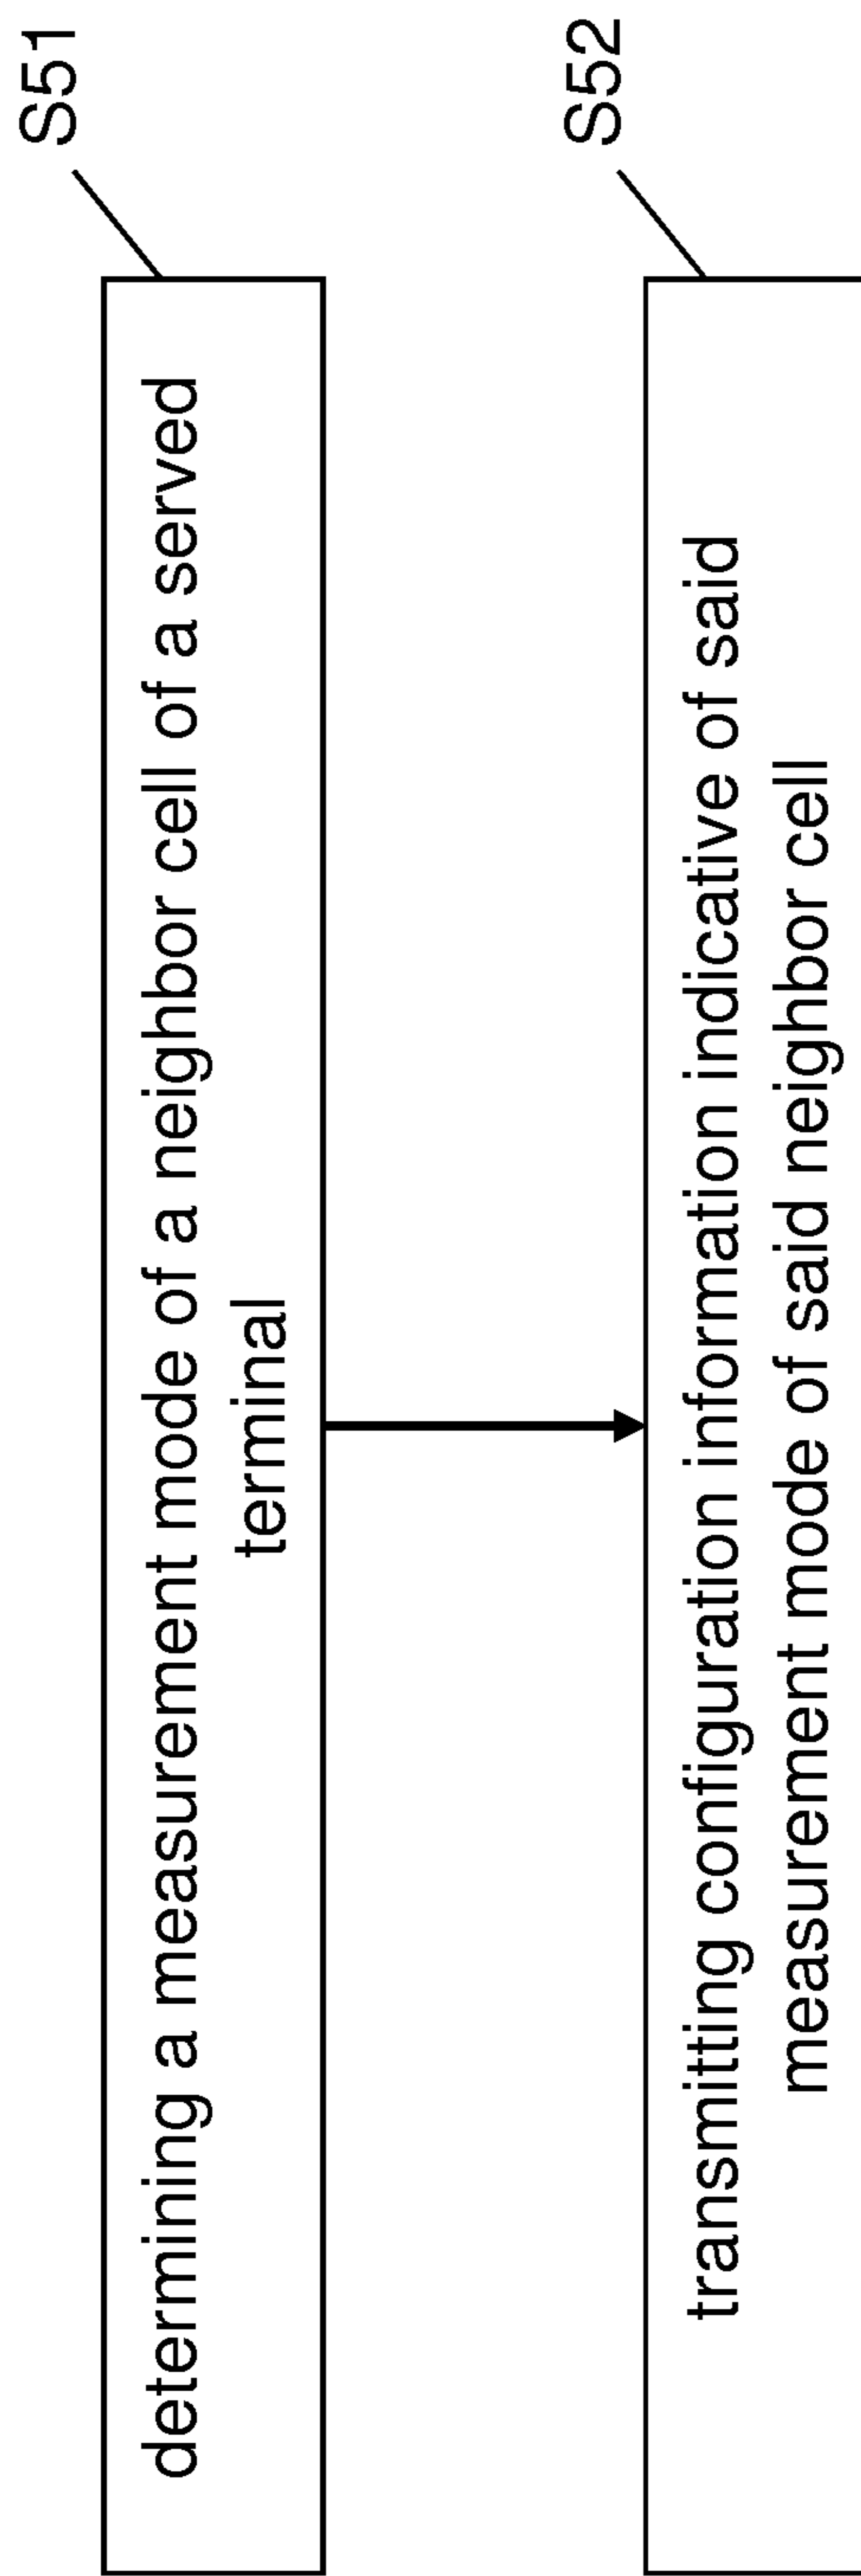 S51
determining a measurement mode of a neighbor cell of a served
terminal
S52
transmitting configuration information indicative of said
measurement mode of said neighbor cell